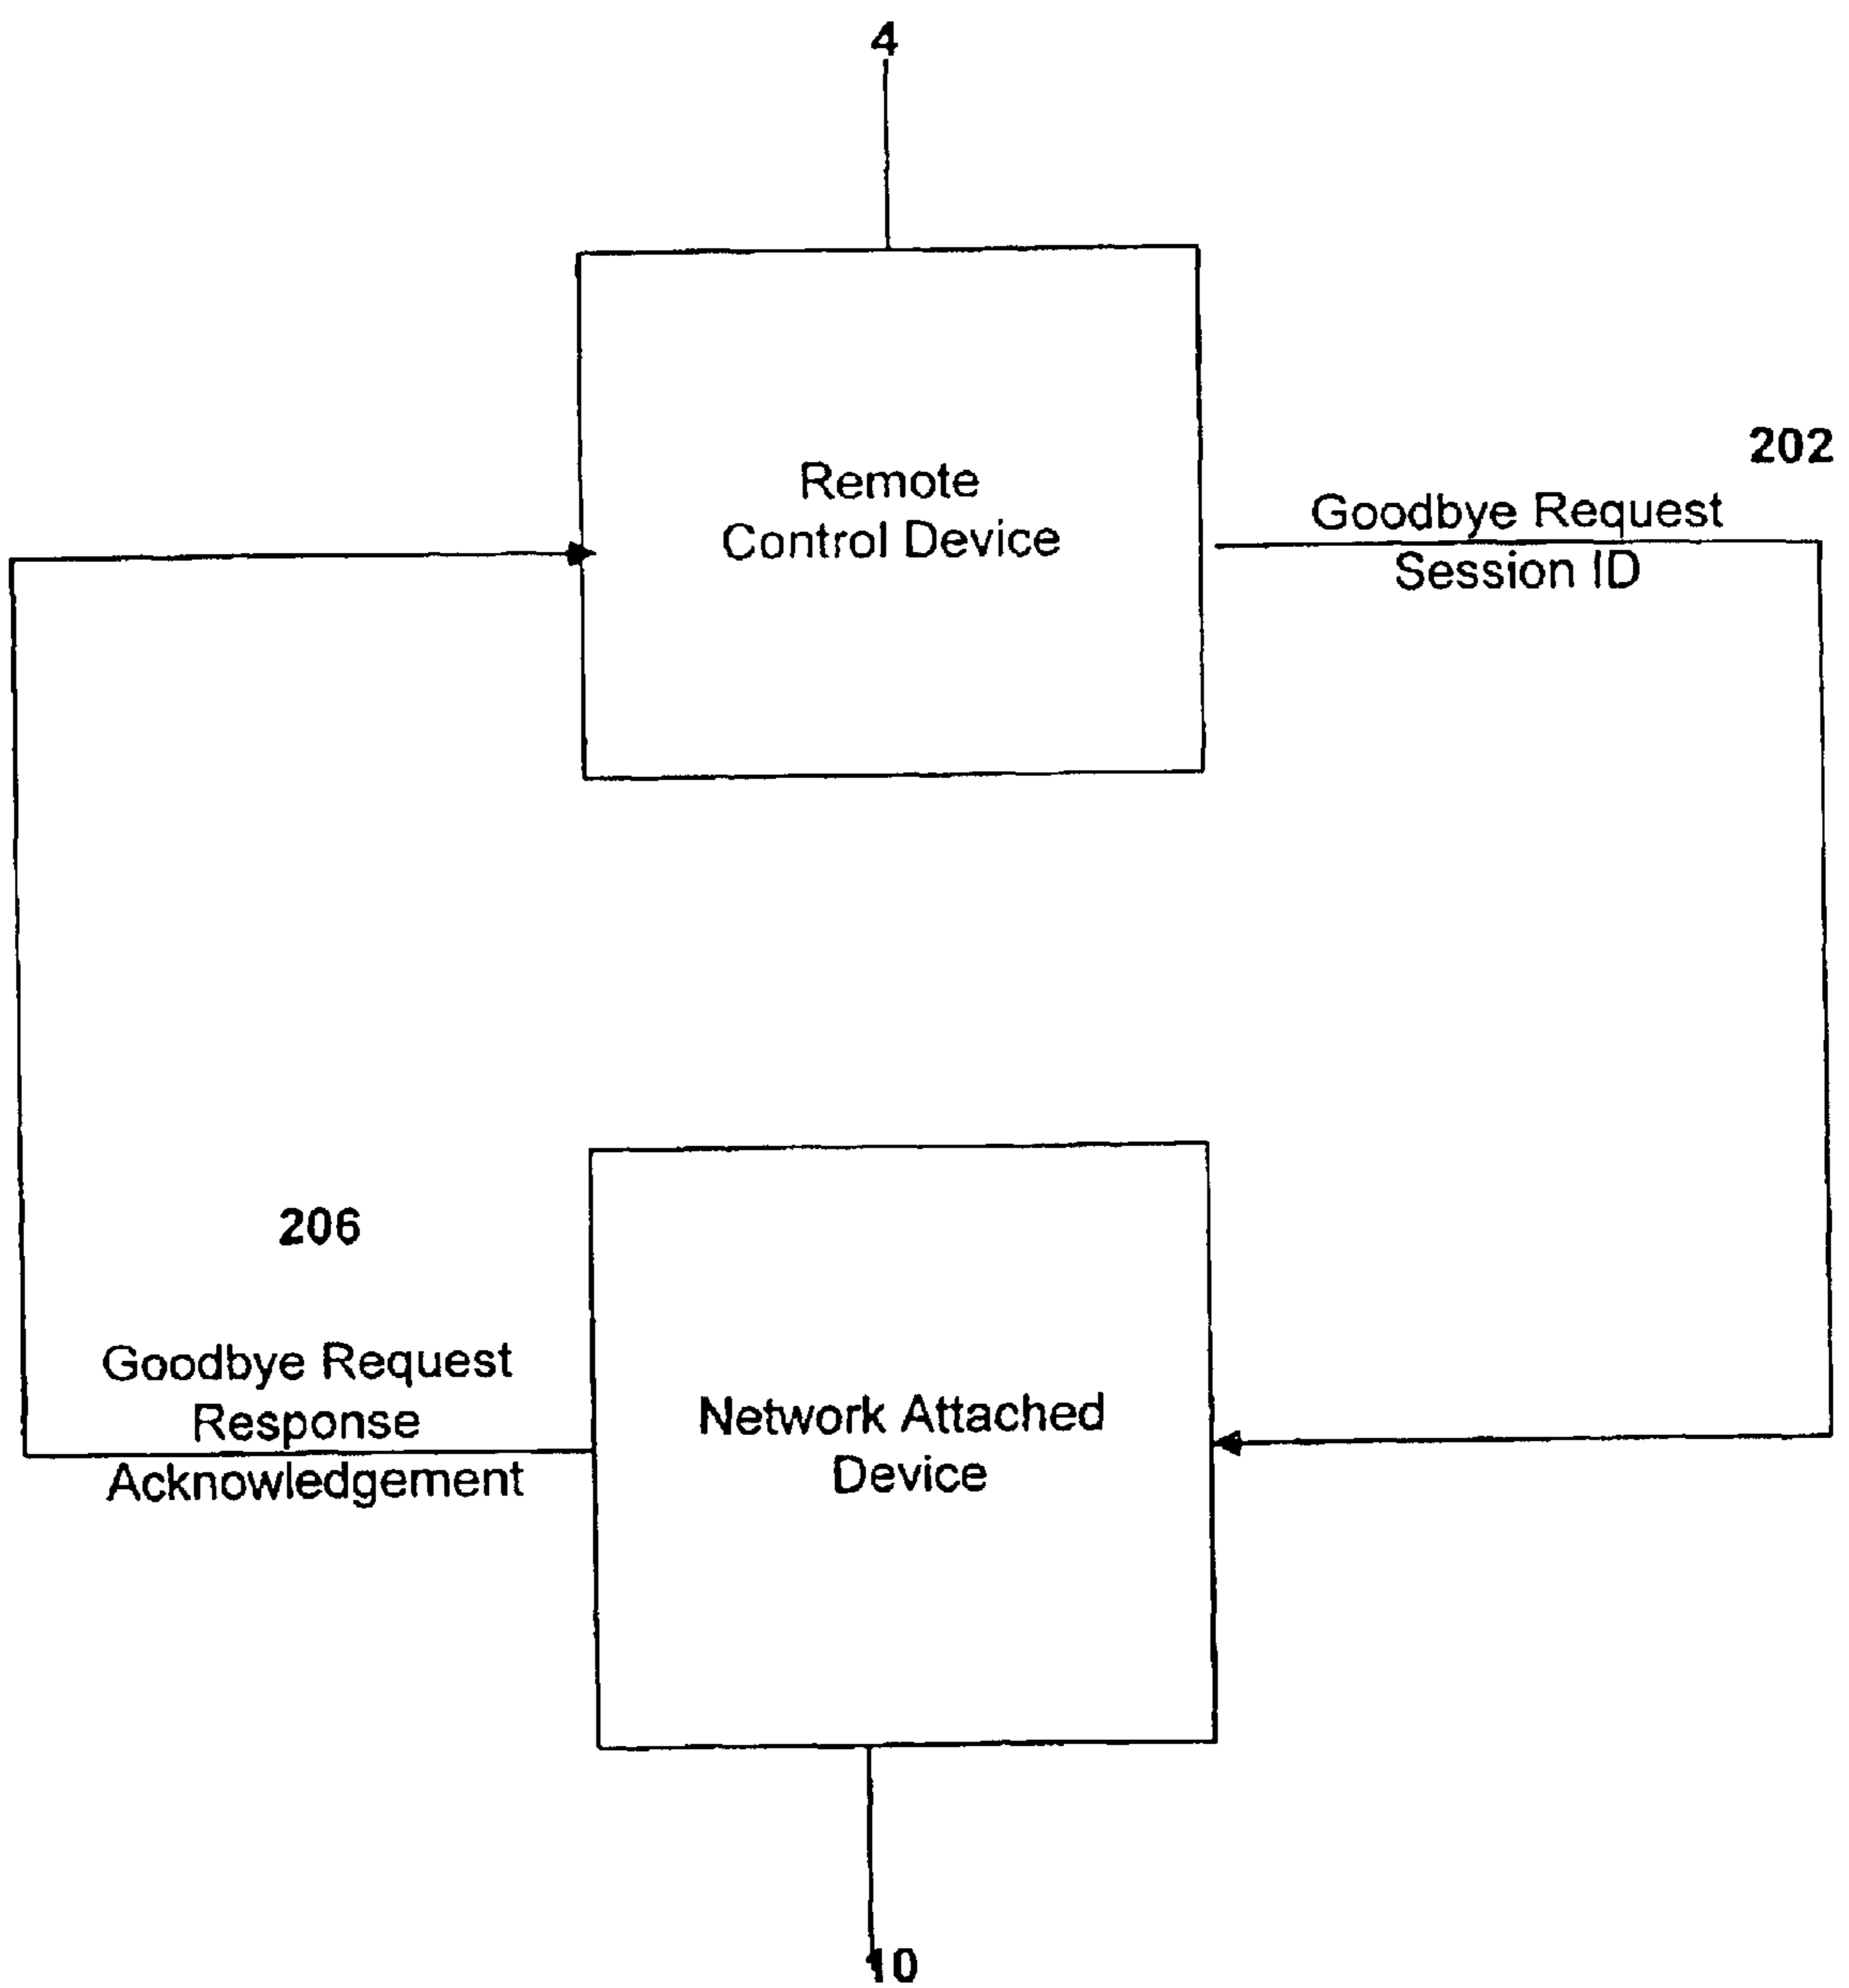 4
Remote
Control Device
202
Goodbye Request
Session ID
206
Goodbye Request
Response
Acknowledgement
Network Attached
Device
10